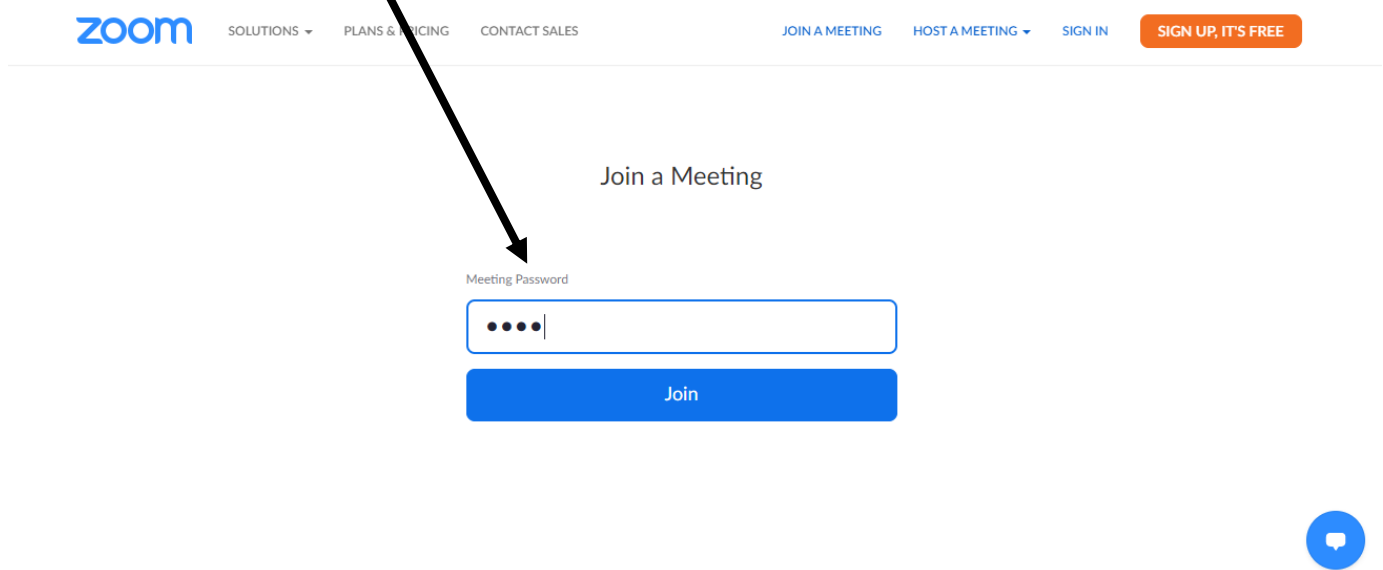 zoom SOLUTIONS PLANS & PRICING CONTACT SALES JOIN A MEETING HOST A MEETING SIGN IN SIGN UP, IT'S FREE
Join a Meeting
Meeting Password
••••
Join